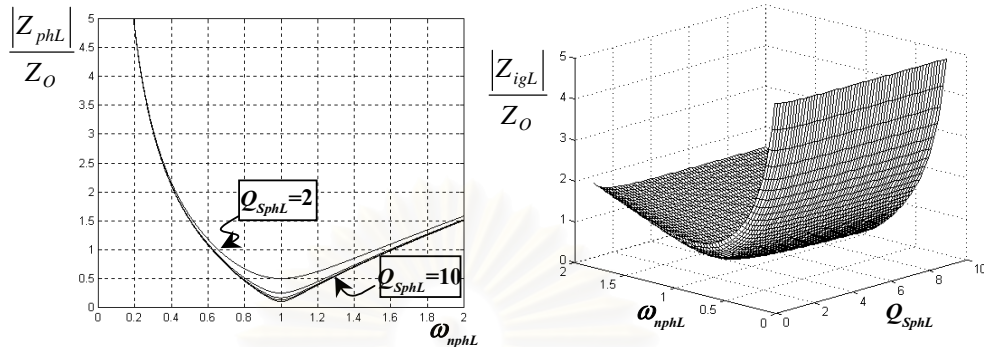 |Z_phL|
Z_O
5
4.5
4
3.5
3
2.5
2
1.5
1
0.5
0
Q_SphL=2
Q_SphL=10
0 0.2 0.4 0.6 0.8 1 1.2 1.4 1.6 1.8 2
ω_nphL
|Z_igL|
Z_O
5
4
3
2
1
0
2 1.5 1 0.5 0
ω_nphL
0 2 4 6 8 10
Q_SphL